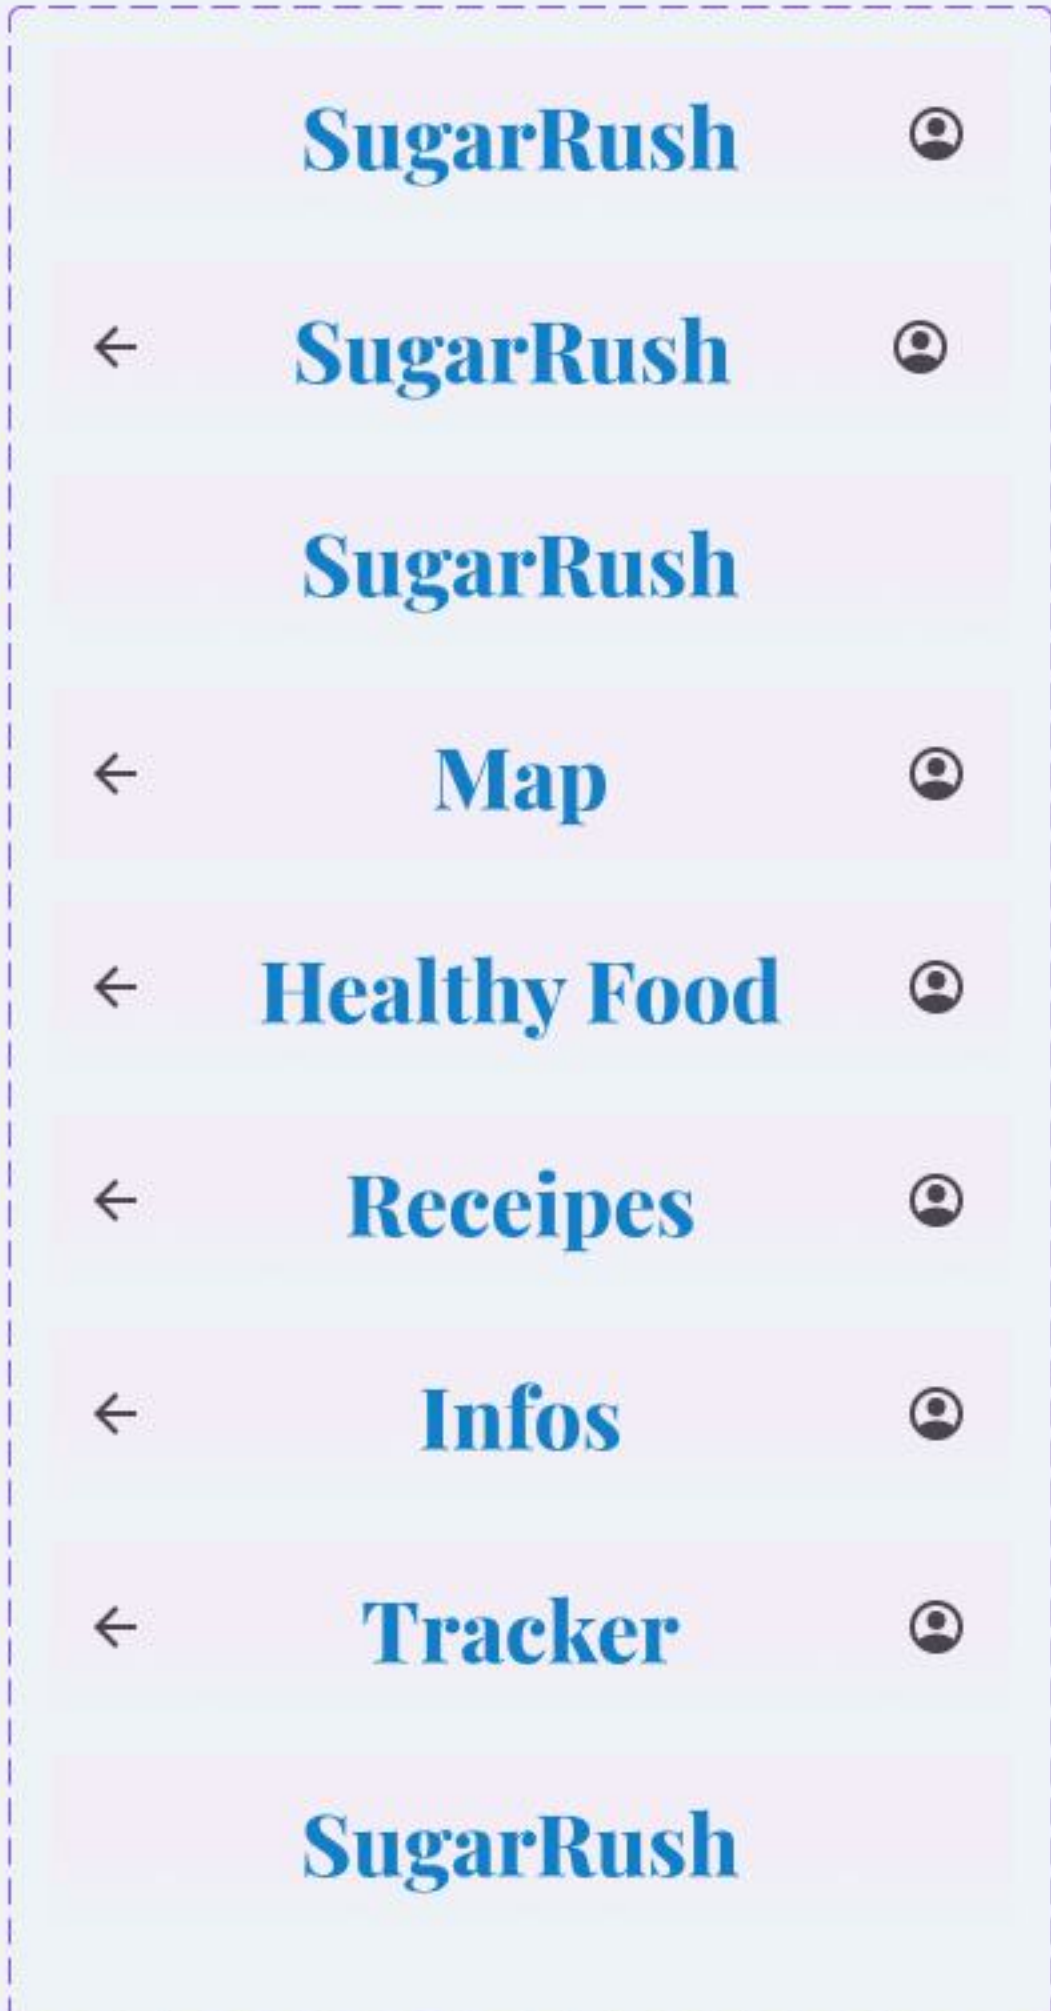 SugarRush
SugarRush
SugarRush
Map
Healthy Food
Receipes
Infos
Tracker
SugarRush